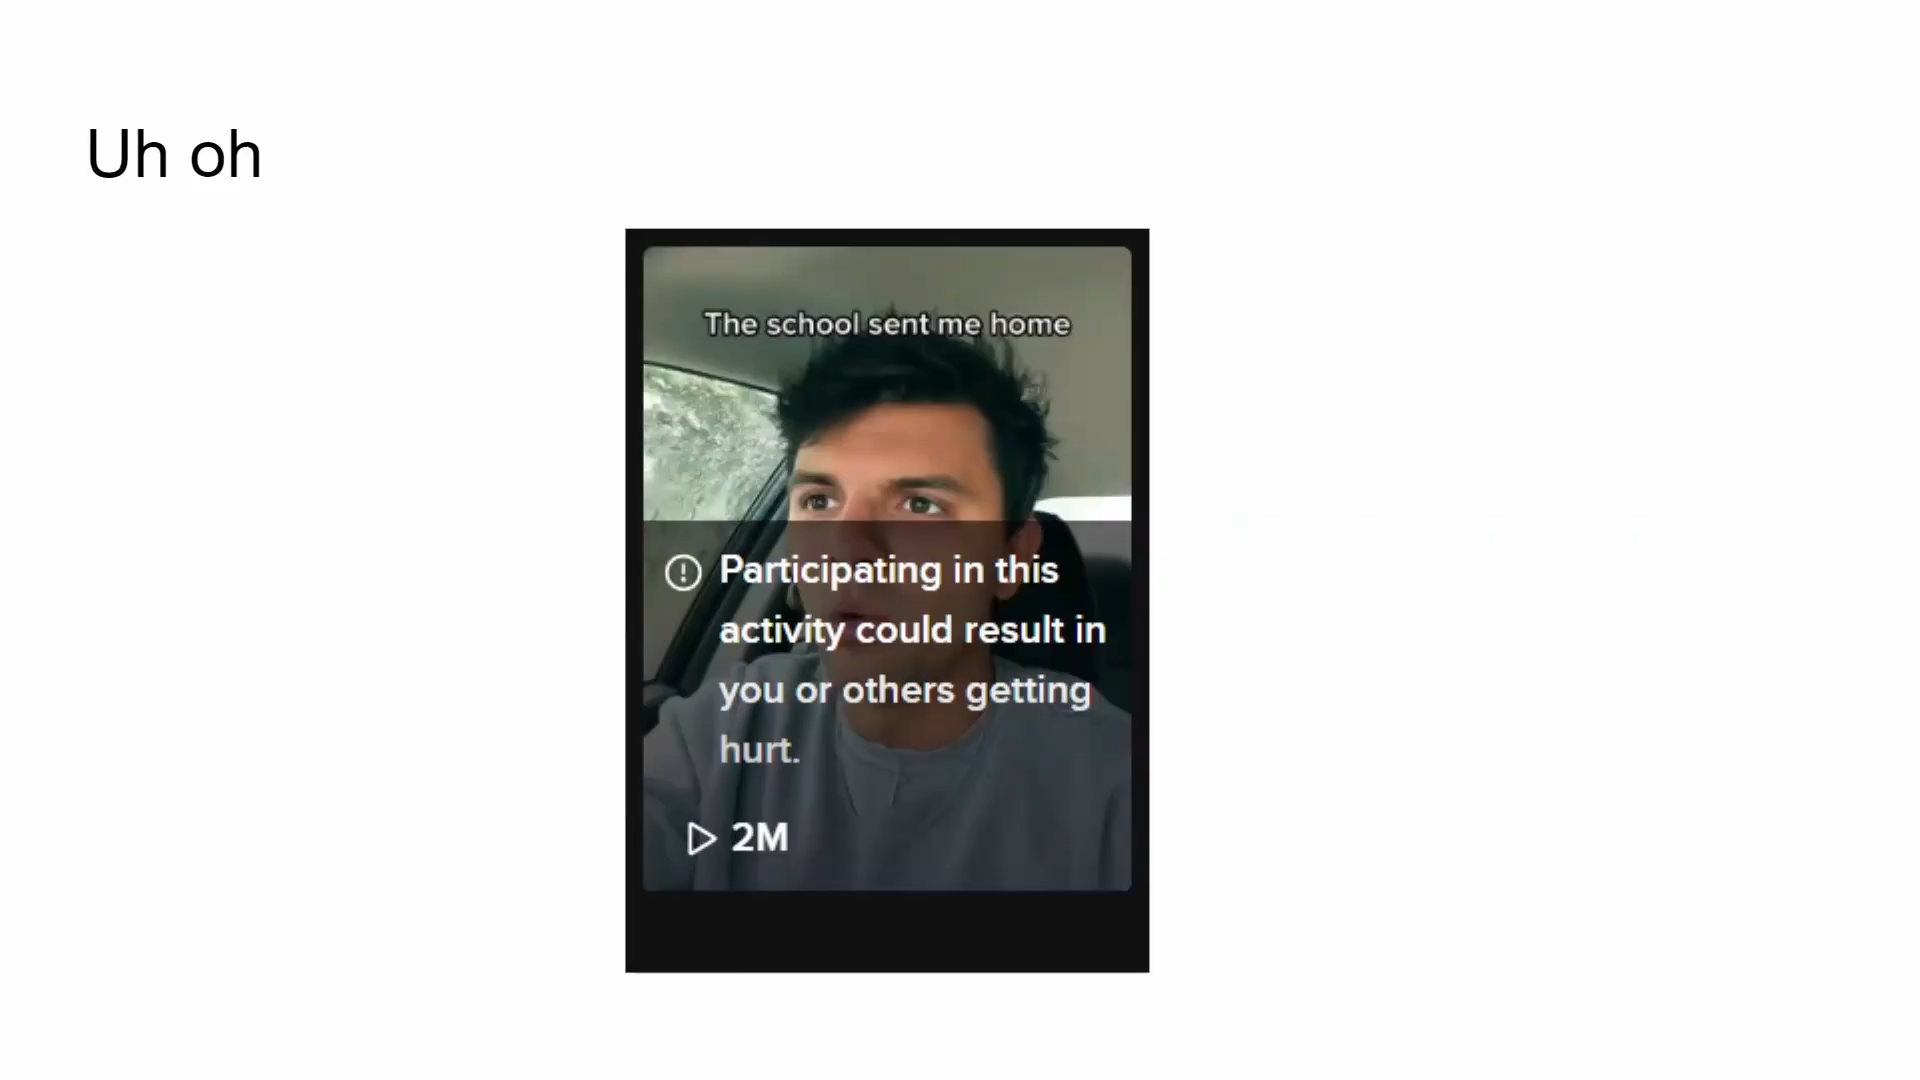 Uh oh
The school sent me home
Participating in this
activity could result in
you or others getting
hurt.
2M